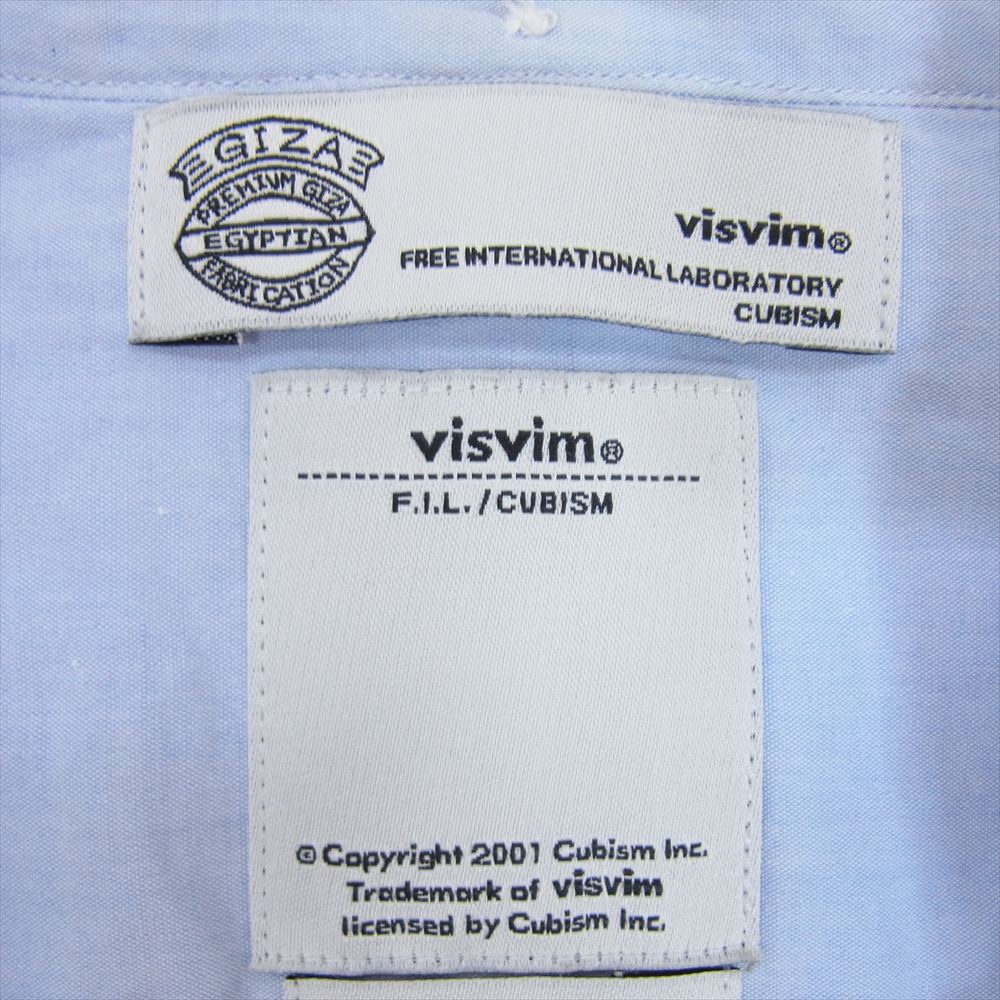 GIZA
PREMIUM GIZA
EGYPTIAN
FABRICATION
visvim®
FREE INTERNATIONAL LABORATORY
CUBISM
visvim®
F.I.L./CUBISM
© Copyright 2001 Cubism Inc.
Trademark of visvim
licensed by Cubism Inc.